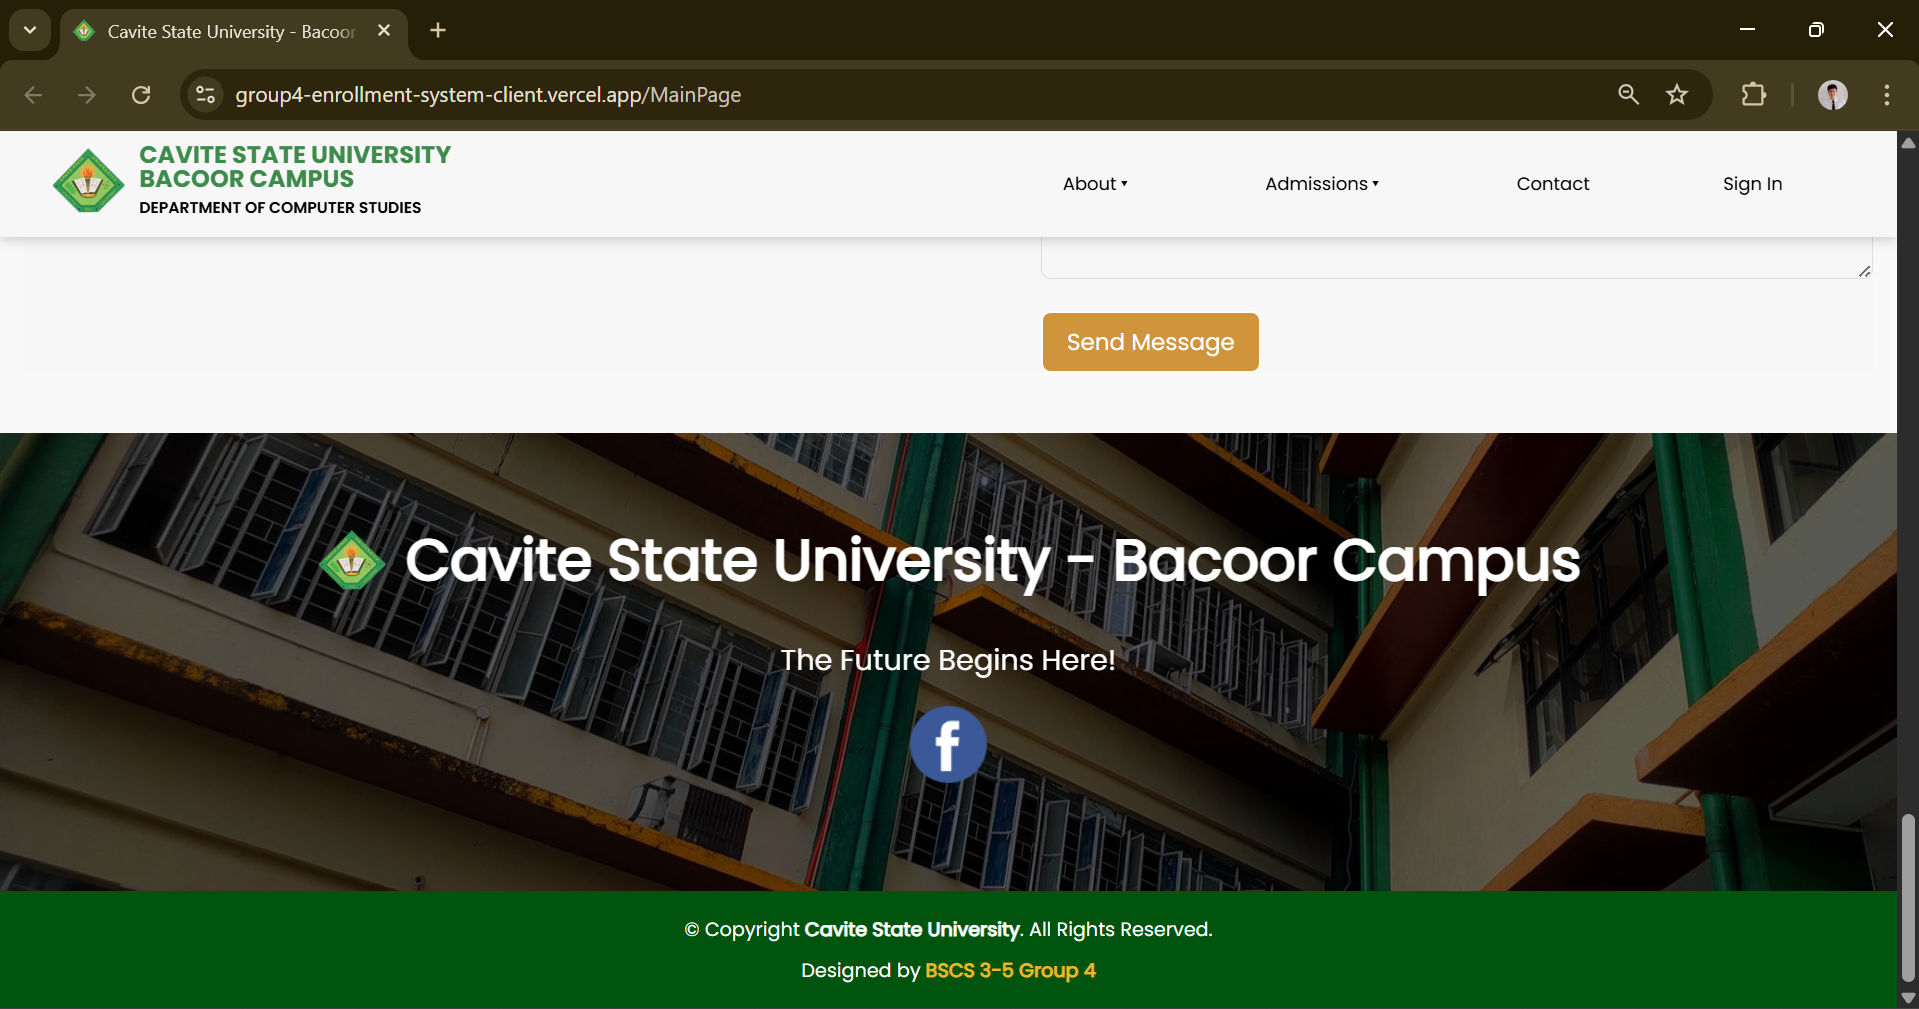 Cavite State University - Bacoor
group4-enrollment-system-client.vercel.app/MainPage
CAVITE STATE UNIVERSITY
BACOOR CAMPUS
DEPARTMENT OF COMPUTER STUDIES
About ▾ Admissions ▾ Contact Sign In
Send Message
Cavite State University - Bacoor Campus
The Future Begins Here!
f
© Copyright Cavite State University. All Rights Reserved.
Designed by BSCS 3-5 Group 4